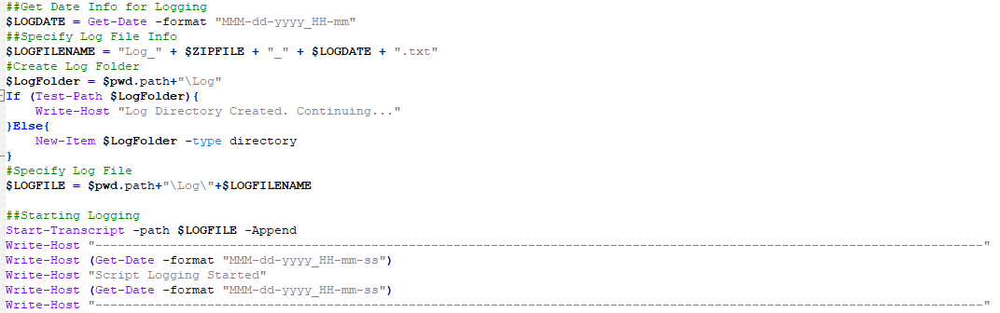 ##Get Date Info for Logging
$LOGDATE = Get-Date -format "MMM-dd-yyyy_HH-mm"
##Specify Log File Info
$LOGFILENAME = "Log_" + $ZIPFILE + "_" + $LOGDATE + ".txt"
#Create Log Folder
$LogFolder = $pwd.path+"\Log"
If (Test-Path $LogFolder){
    Write-Host "Log Directory Created. Continuing..."
}Else{
    New-Item $LogFolder -type directory
}
#Specify Log File
$LOGFILE = $pwd.path+"\Log\"+$LOGFILENAME

##Starting Logging
Start-Transcript -path $LOGFILE -Append
Write-Host "-----------------------------------------------------------------------------------------------------------------------"
Write-Host (Get-Date -format "MMM-dd-yyyy_HH-mm-ss")
Write-Host "Script Logging Started"
Write-Host (Get-Date -format "MMM-dd-yyyy_HH-mm-ss")
Write-Host "-----------------------------------------------------------------------------------------------------------------------"